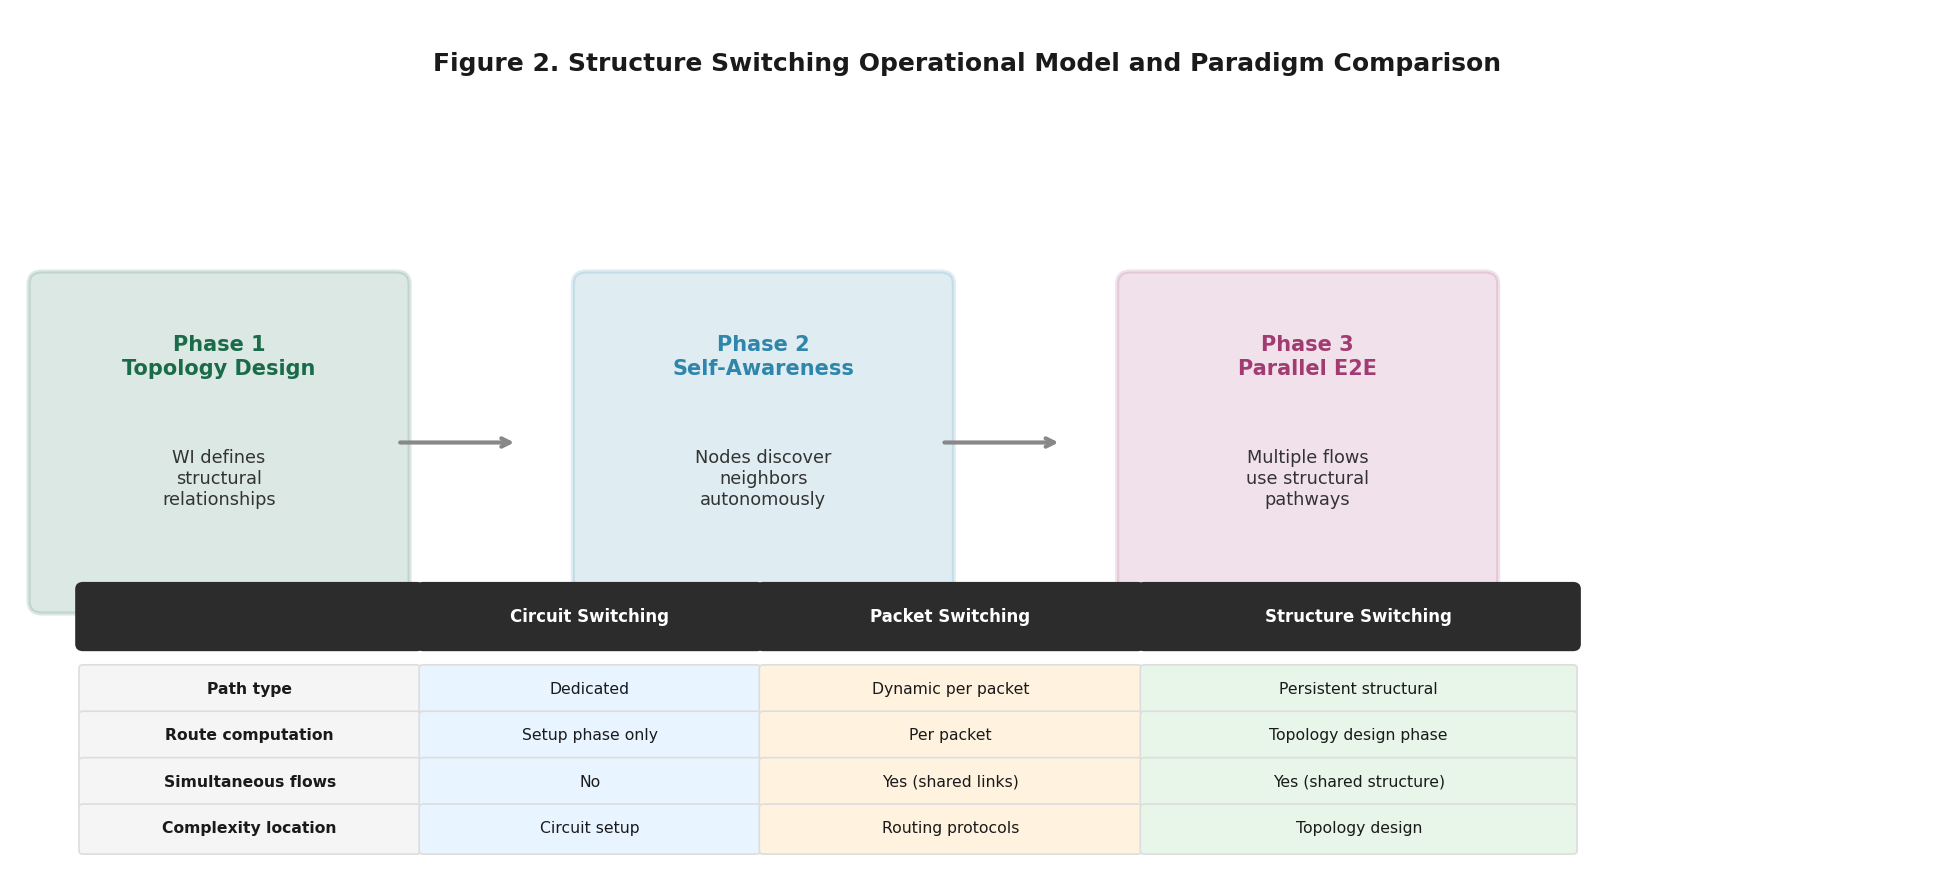 Figure 2. Structure Switching Operational Model and Paradigm Comparison
Phase 1
Topology Design
WI defines
structural
relationships
Phase 2
Self-Awareness
Nodes discover
neighbors
autonomously
Phase 3
Parallel E2E
Multiple flows
use structural
pathways
Circuit Switching Packet Switching Structure Switching
Path type Dedicated Dynamic per packet Persistent structural
Route computation Setup phase only Per packet Topology design phase
Simultaneous flows No Yes (shared links) Yes (shared structure)
Complexity location Circuit setup Routing protocols Topology design